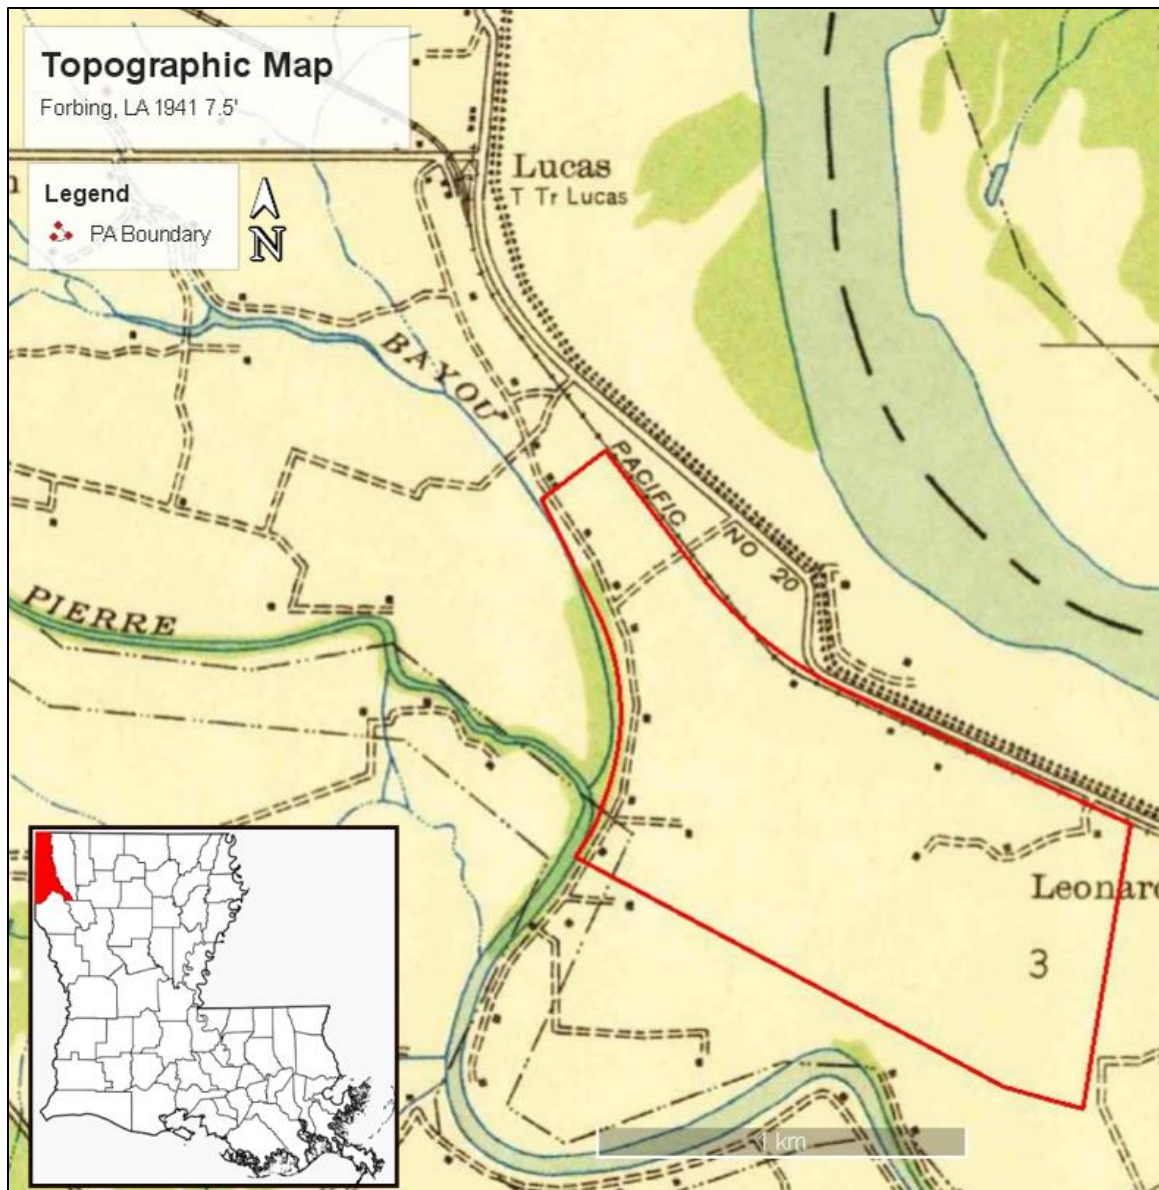 Topographic Map
Forbing, LA 1941 7.5'
Legend
PA Boundary
N
Lucas
T Tr Lucas
BAYOU
PACIFIC
NO 20
PIERRE
Leonard
3
1 km